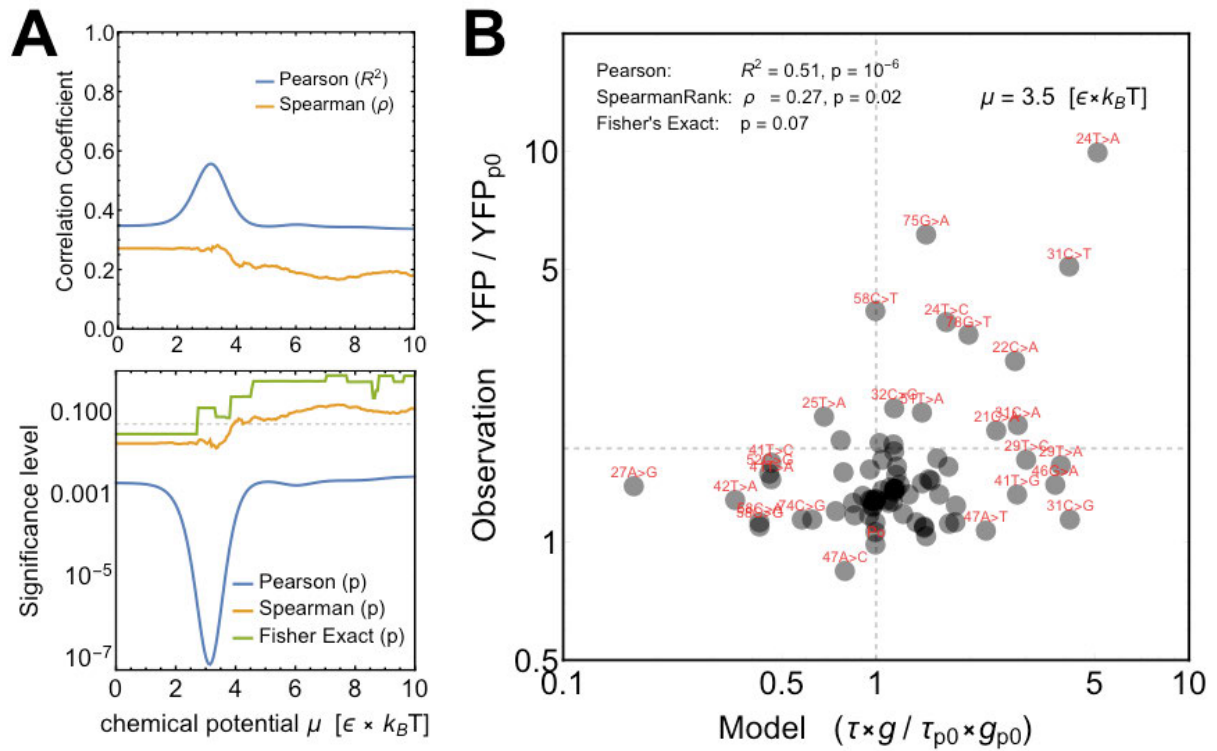 A
1.0
0.8
0.6
0.4
0.2
0.0
Correlation Coefficient
Pearson (R²)
Spearman (ρ)
0 2 4 6 8 10
0.100
0.001
10⁻⁵
10⁻⁷
Significance level
Pearson (p)
Spearman (p)
Fisher Exact (p)
0 2 4 6 8 10
chemical potential μ [ϵ × k_BT]
B
Pearson: R² = 0.51, p = 10⁻⁶
SpearmanRank: ρ = 0.27, p = 0.02
Fisher's Exact: p = 0.07
μ = 3.5 [ϵ×k_BT]
Observation YFP / YFP_p0
10
5
1
0.5
24T>A
75G>A
31C>T
58C>T
24T>C
78G>T
22C>A
32C>G
51T>A
25T>A
31C>A
21C>A
41T>C
29T>C
29T>A
27A>G
46G>A
42T>A
41T>G
74C>G
31C>G
47A>T
47A>C
0.1 0.5 1 5 10
Model (τ×g / τ_p0×g_p0)